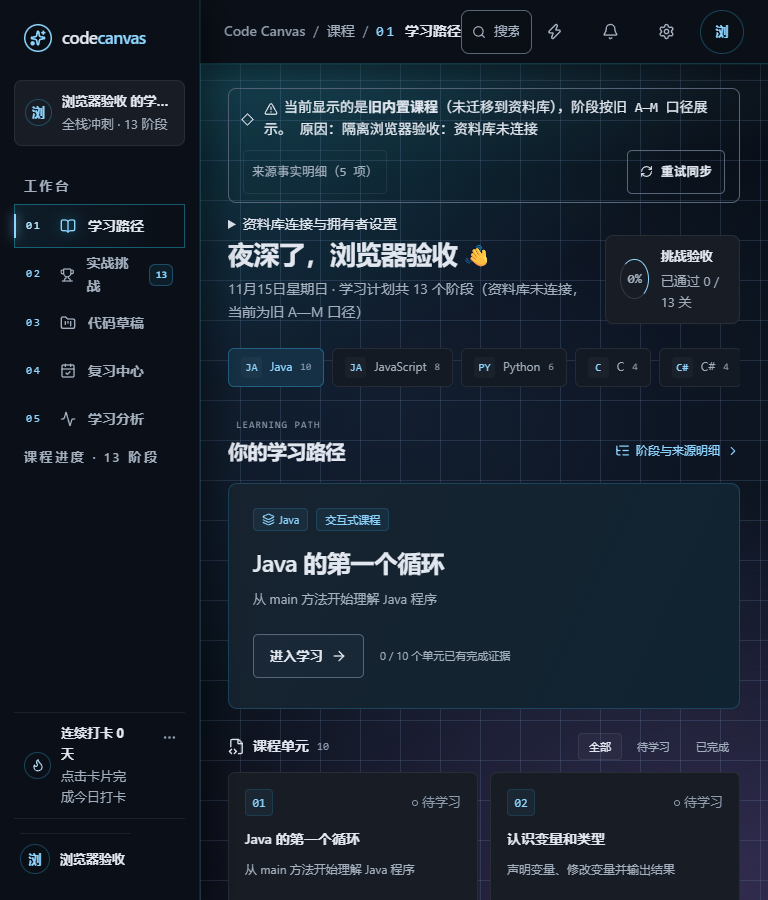 codecanvas
浏
浏览器验收 的学...
全栈冲刺 · 13 阶段
工作台
01 学习路径
02 实战挑战 13
03 代码草稿
04 复习中心
05 学习分析
课程进度 · 13 阶段
连续打卡 0
天
点击卡片完
成今日打卡
浏 浏览器验收
Code Canvas / 课程 / 01 学习路径
搜索
浏
当前显示的是旧内置课程（未迁移到资料库），阶段按旧 A—M 口径展
示。 原因：隔离浏览器验收：资料库未连接
来源事实明细（5 项）
重试同步
资料库连接与拥有者设置
夜深了，浏览器验收 👋
11月15日星期日 · 学习计划共 13 个阶段（资料库未连接，
当前为旧 A—M 口径）
0%
挑战验收
已通过 0 /
13 关
JA Java 10
JA JavaScript 8
PY Python 6
C C 4
C# C# 4
LEARNING PATH
你的学习路径
阶段与来源明细
Java
交互式课程
Java 的第一个循环
从 main 方法开始理解 Java 程序
进入学习 →
0 / 10 个单元已有完成证据
课程单元 10
全部 待学习 已完成
01 待学习
Java 的第一个循环
从 main 方法开始理解 Java 程序
02 待学习
认识变量和类型
声明变量、修改变量并输出结果